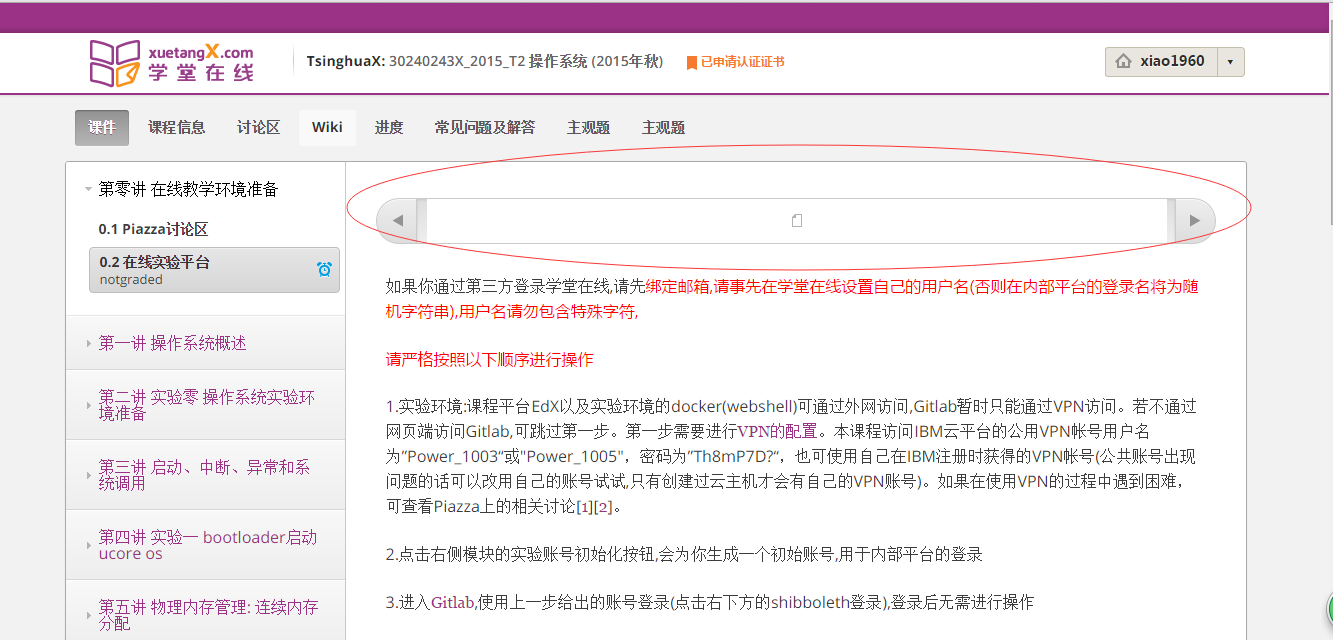 xuetangX.com
学堂在线
TsinghuaX: 30240243X_2015_T2 操作系统 (2015年秋)
已申请认证证书
xiao1960
课件 课程信息 讨论区 Wiki 进度 常见问题及解答 主观题 主观题
第零讲 在线教学环境准备
0.1 Piazza讨论区
0.2 在线实验平台
notgraded
第一讲 操作系统概述
第二讲 实验零 操作系统实验环
境准备
第三讲 启动、中断、异常和系
统调用
第四讲 实验一 bootloader启动
ucore os
第五讲 物理内存管理: 连续内存
分配
如果你通过第三方登录学堂在线,请先绑定邮箱,请事先在学堂在线设置自己的用户名(否则在内部平台的登录名将为随
机字符串),用户名请勿包含特殊字符,
请严格按照以下顺序进行操作
1.实验环境:课程平台EdX以及实验环境的docker(webshell)可通过外网访问,Gitlab暂时只能通过VPN访问。若不通过
网页端访问Gitlab,可跳过第一步。第一步需要进行VPN的配置。本课程访问IBM云平台的公用VPN帐号用户名
为”Power_1003“或"Power_1005"，密码为”Th8mP7D?“，也可使用自己在IBM注册时获得的VPN帐号(公共账号出现
问题的话可以改用自己的账号试试,只有创建过云主机才会有自己的VPN账号)。如果在使用VPN的过程中遇到困难，
可查看Piazza上的相关讨论[1][2]。
2.点击右侧模块的实验账号初始化按钮,会为你生成一个初始账号,用于内部平台的登录
3.进入Gitlab,使用上一步给出的账号登录(点击右下方的shibboleth登录),登录后无需进行操作